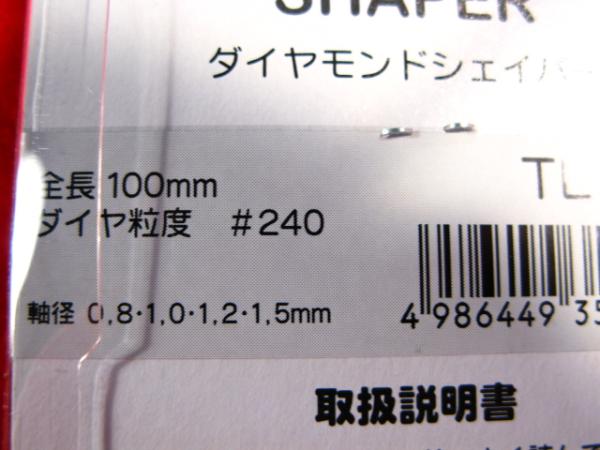 SHAPER
ダイヤモンドシェイパー
全長 100mm
ダイヤ粒度 #240
TL
軸径 0.8・1.0・1.2・1.5mm
4 986449 35
取扱説明書